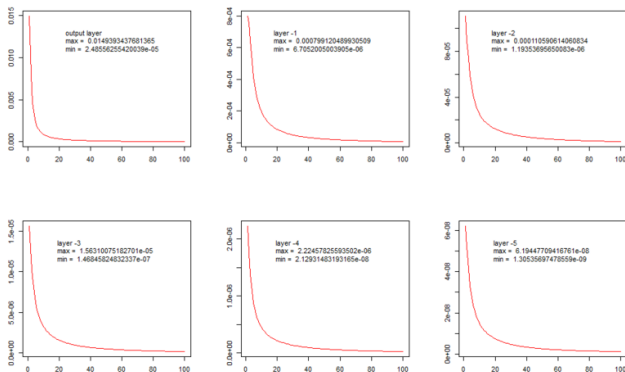 output layer
max = 0.01493934376 81365
min = 2.48556255420039e-05
0.000 0.005 0.010 0.015
0 20 40 60 80 100
layer -1
max = 0.000799120489930509
min = 6.7052005003905e-06
0e+00 2e-04 4e-04 6e-04 8e-04
0 20 40 60 80 100
layer -2
max = 0.000110590614060834
min = 1.19353695650083e-06
0e+00 4e-05 8e-05
0 20 40 60 80 100
layer -3
max = 1.56310075182701e-05
min = 1.46845824832337e-07
0.0e+00 5.0e-06 1.0e-05 1.5e-05
0 20 40 60 80 100
layer -4
max = 2.22457825593502e-06
min = 2.12931483193165e-08
0.0e+00 1.0e-06 2.0e-06
0 20 40 60 80 100
layer -5
max = 6.19447709416761e-08
min = 1.30535697478559e-09
0e+00 2e-08 4e-08 6e-08
0 20 40 60 80 100